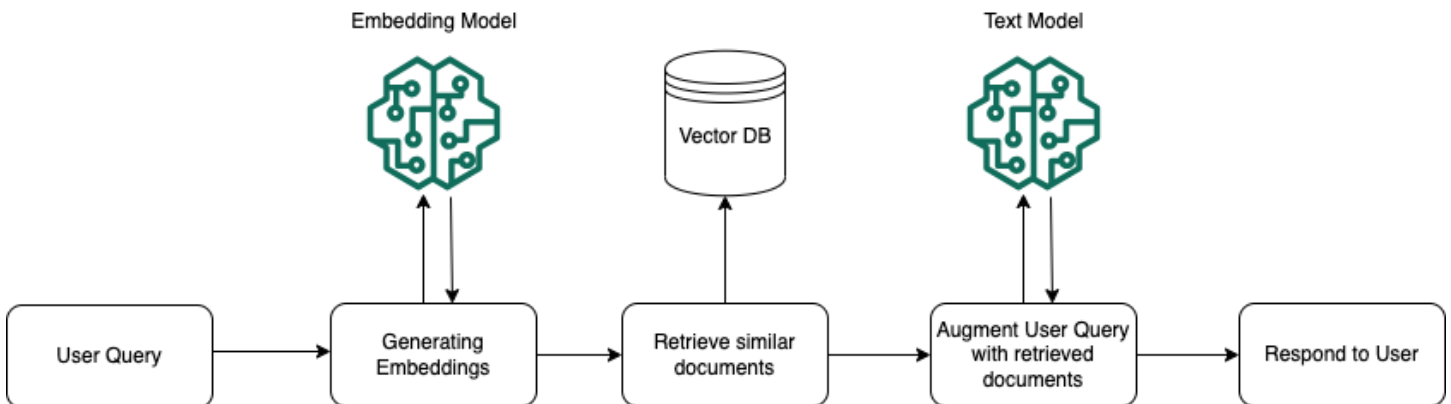 Embedding Model
Text Model
Vector DB
User Query
Generating
Embeddings
Retrieve similar
documents
Augment User Query
with retrieved
documents
Respond to User